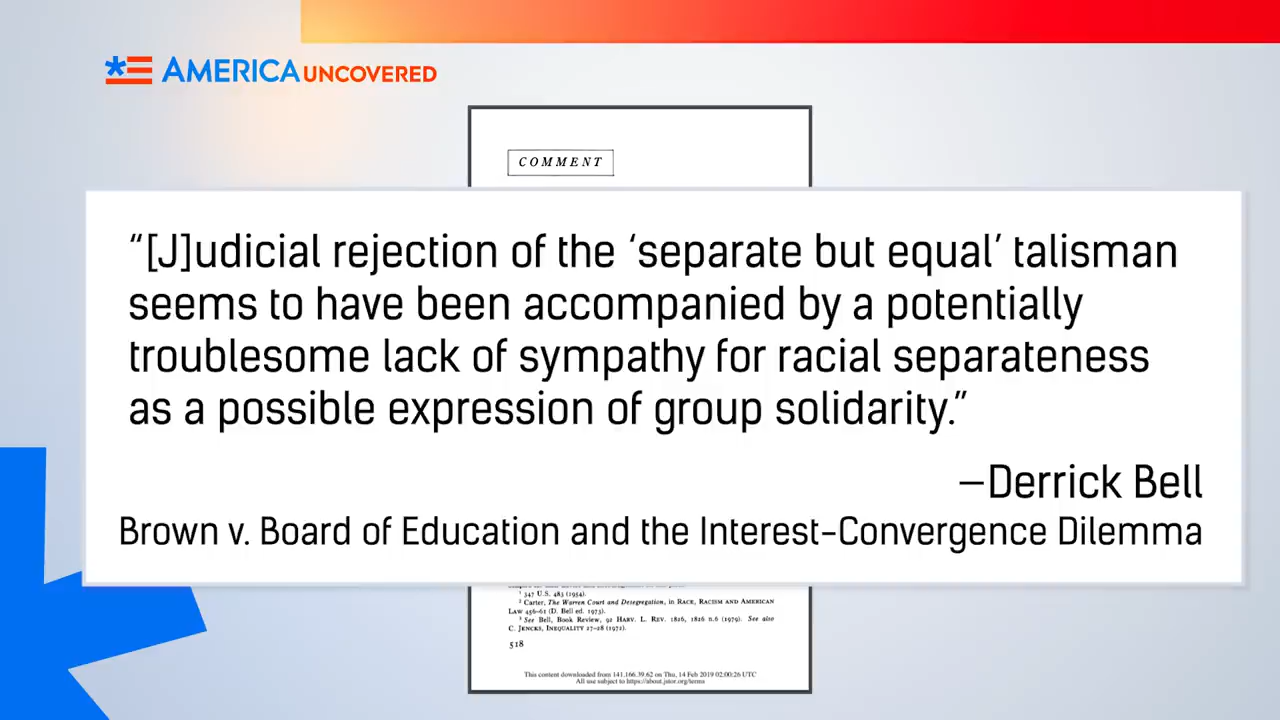 AMERICA UNCOVERED
COMMENT
“[J]udicial rejection of the ‘separate but equal’ talisman
seems to have been accompanied by a potentially
troublesome lack of sympathy for racial separateness
as a possible expression of group solidarity.”
–Derrick Bell
Brown v. Board of Education and the Interest-Convergence Dilemma
1 347 U.S. 483 (1954).
2 Carter, The Warren Court and Desegregation, in RACE, RACISM AND AMERICAN
LAW 456-61 (D. Bell ed. 1973).
3 See Bell, Book Review, 92 HARV. L. REV. 1826, 1826 n.6 (1979). See also
C. JENCKS, INEQUALITY 27-28 (1972).
518
This content downloaded from 141.166.39.62 on Thu, 14 Feb 2019 02:00:26 UTC
All use subject to https://about.jstor.org/terms